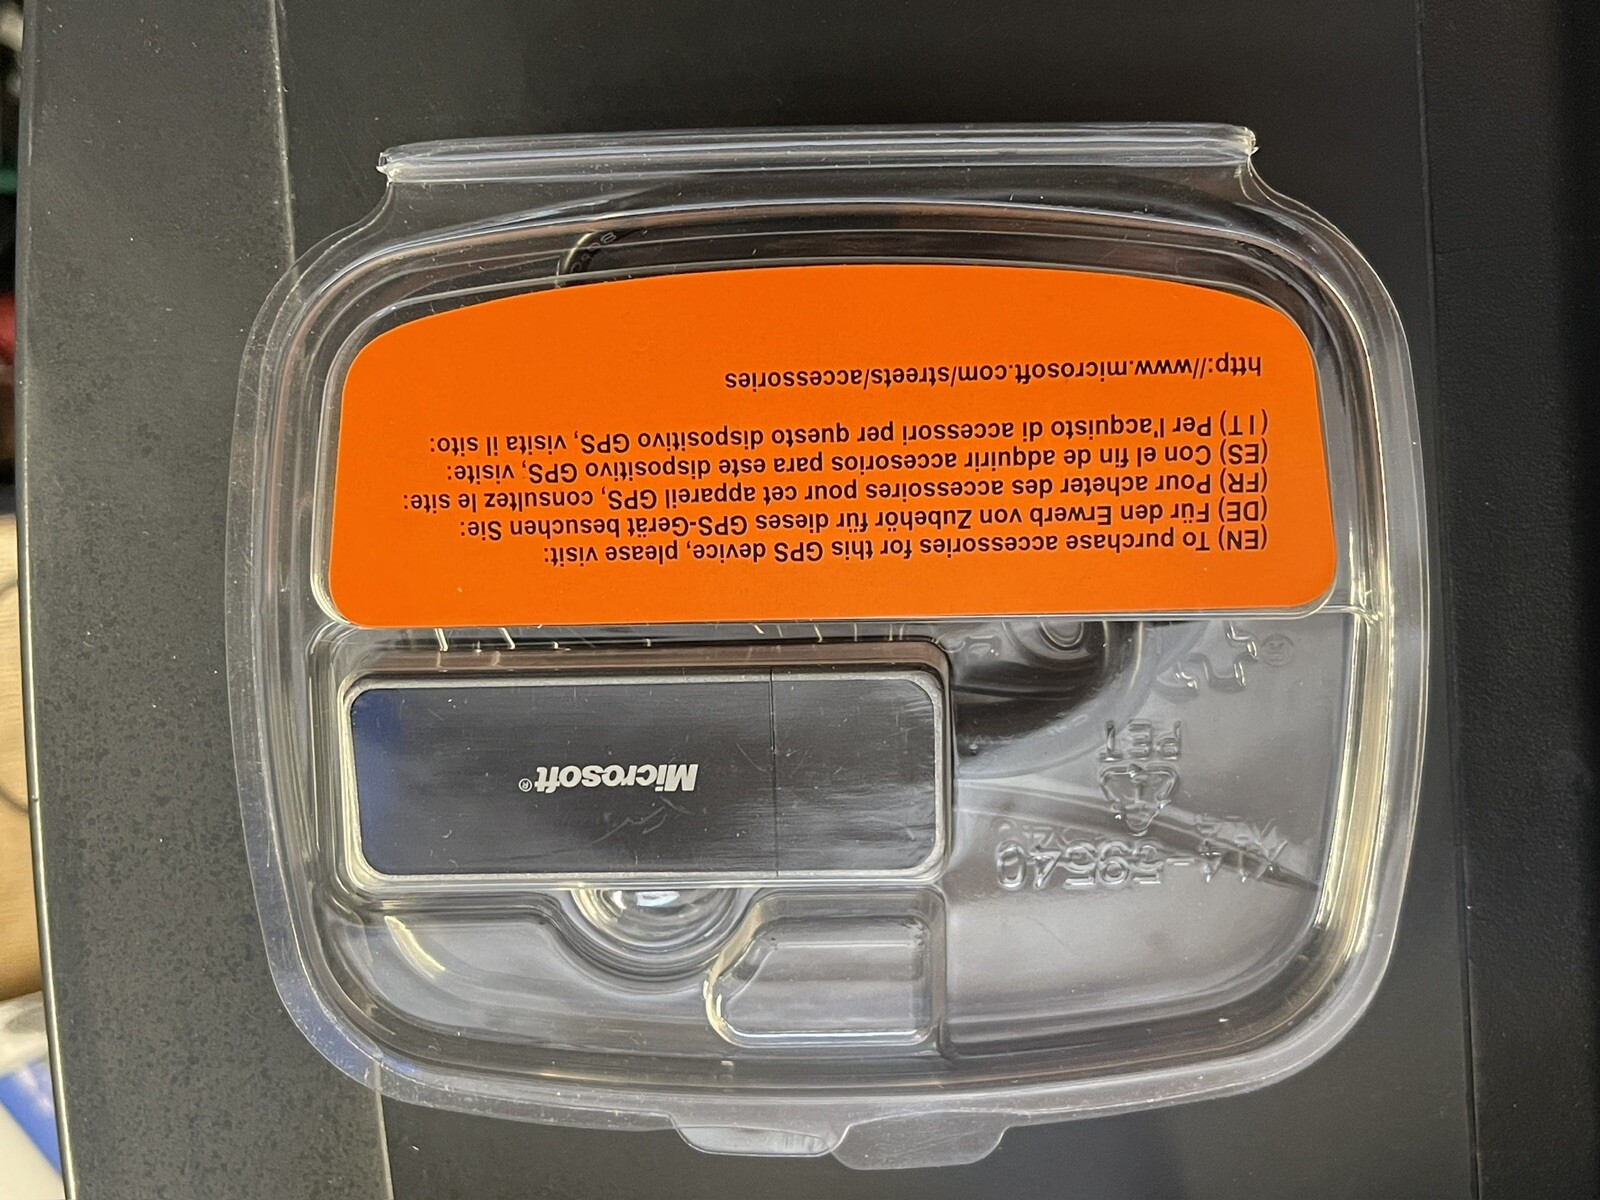 (EN) To purchase accessories for this GPS device, please visit:
(DE) Für den Erwerb von Zubehör für dieses GPS-Gerät besuchen Sie:
(FR) Pour acheter des accessoires pour cet appareil GPS, consultez le site:
(ES) Con el fin de adquirir accesorios para este dispositivo GPS, visite:
(IT) Per l'acquisto di accessori per questo dispositivo GPS, visita il sito:
http://www.microsoft.com/streets/accessories
Microsoft®
PET